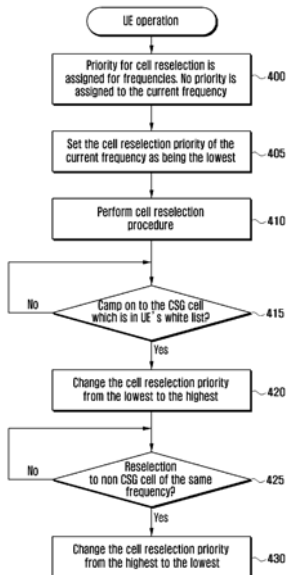 UE operation
Priority for cell reselection is
assigned for frequencies. No priority is
assigned to the current frequency
400
Set the cell reselection priority of the
current frequency as being the lowest
405
Perform cell reselection
procedure
410
No
Camp on to the CSG cell
which is in UE's white list?
415
Yes
Change the cell reselection priority
from the lowest to the highest
420
No
Reselection
to non CSG cell of the same
frequency?
425
Yes
Change the cell reselection priority
from the highest to the lowest
430